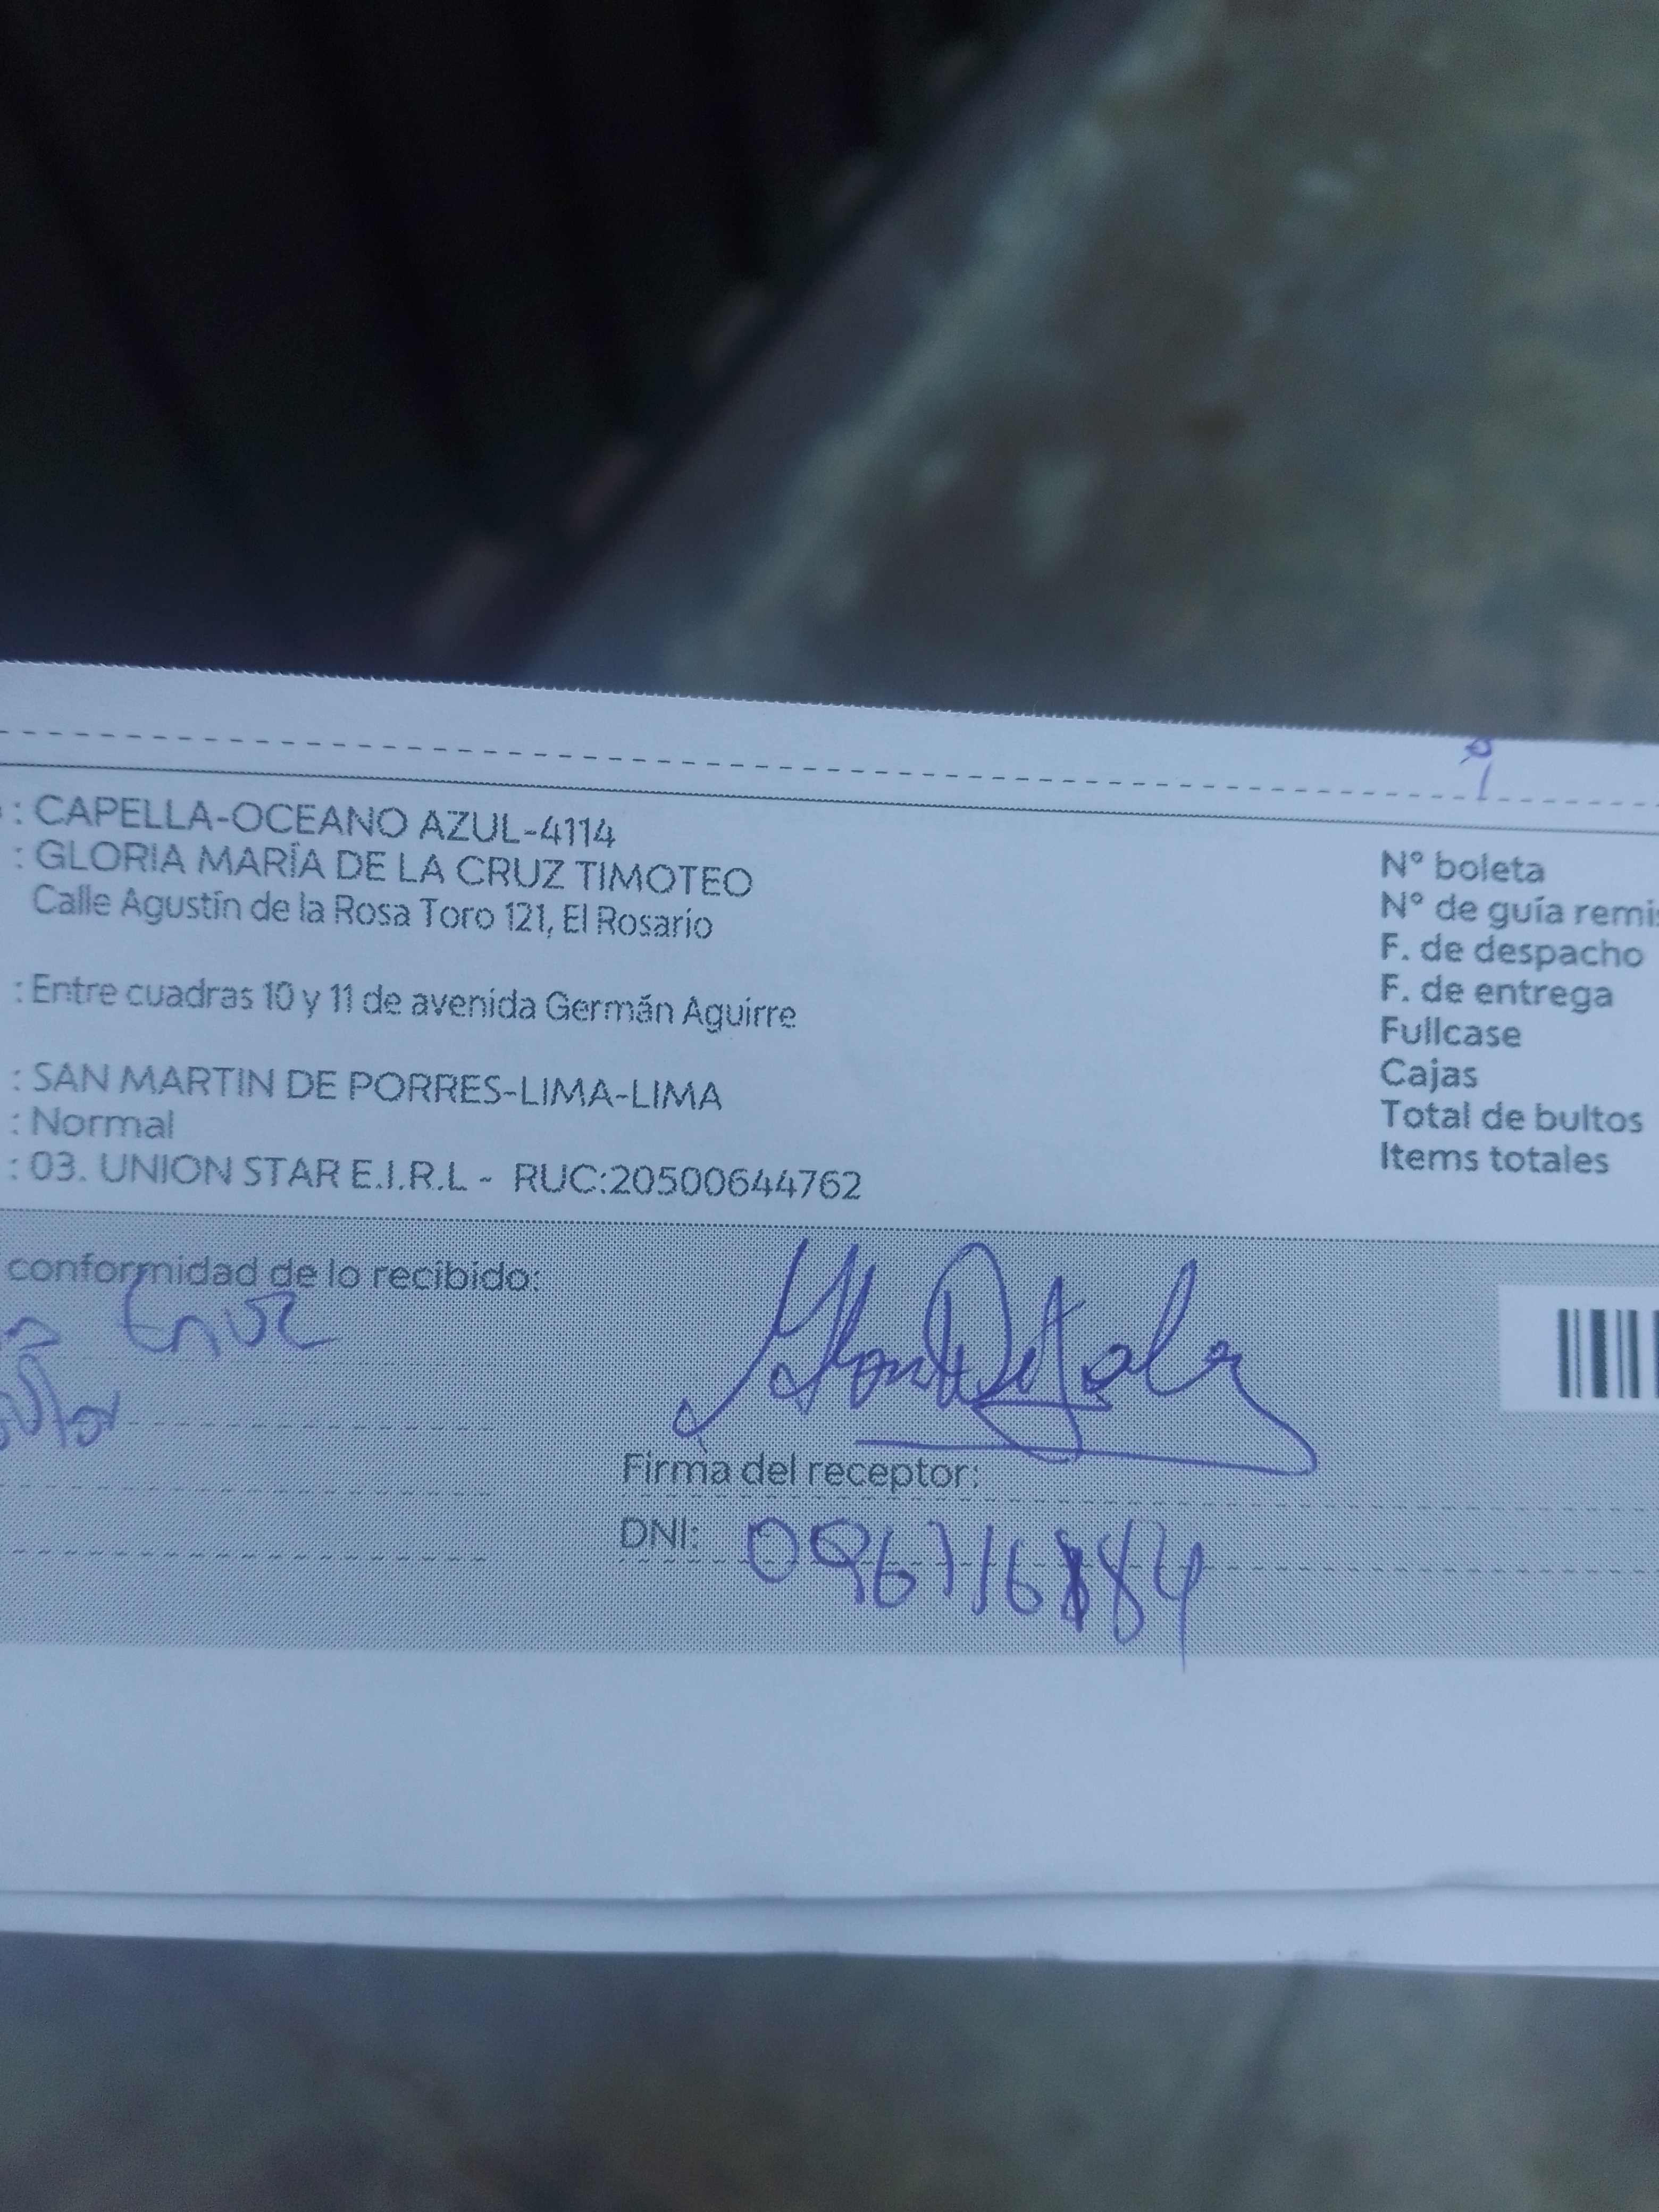 : CAPELLA-OCEANO AZUL-4114
: GLORIA MARÍA DE LA CRUZ TIMOTEO
Calle Agustín de la Rosa Toro 121, El Rosario
: Entre cuadras 10 y 11 de avenida Germán Aguirre
: SAN MARTIN DE PORRES-LIMA-LIMA
: Normal
: 03. UNION STAR E.I.R.L - RUC:20500644762
N° boleta
N° de guía remis
F. de despacho
F. de entrega
Fullcase
Cajas
Total de bultos
Items totales
conformidad de lo recibido:
Cruz
Firma del receptor:
DNI: